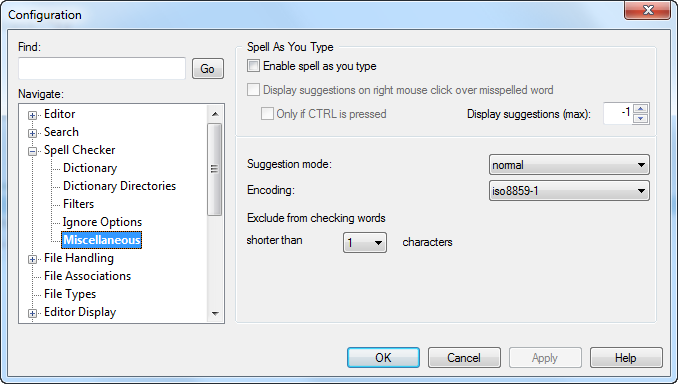 Configuration
Find:
Go
Navigate:
Editor
Search
Spell Checker
Dictionary
Dictionary Directories
Filters
Ignore Options
Miscellaneous
File Handling
File Associations
File Types
Editor Display
Spell As You Type
Enable spell as you type
Display suggestions on right mouse click over misspelled word
Only if CTRL is pressed
Display suggestions (max): -1
Suggestion mode: normal
Encoding: iso8859-1
Exclude from checking words
shorter than 1 characters
OK Cancel Apply Help